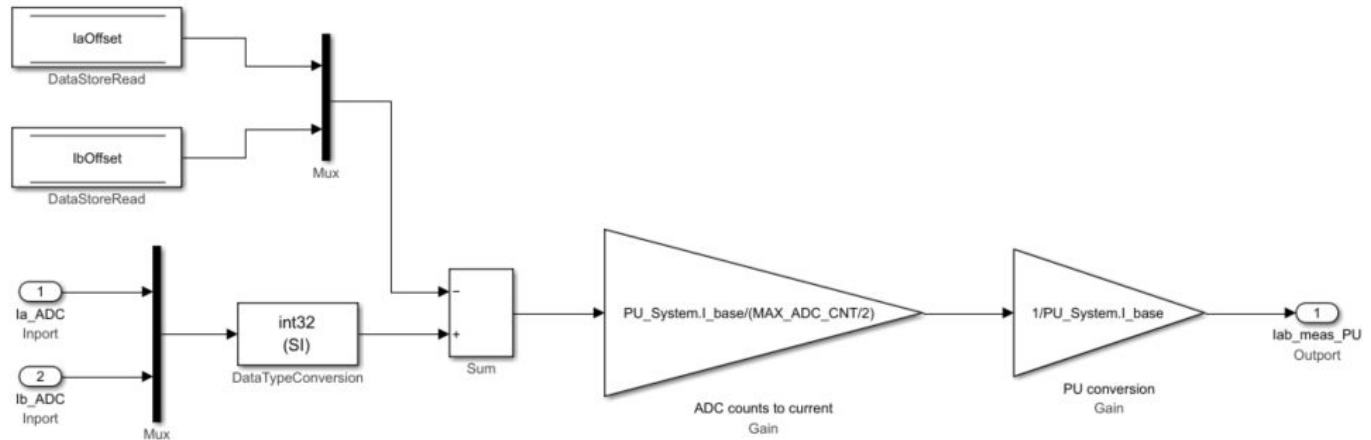 IaOffset
DataStoreRead
IbOffset
DataStoreRead
Mux
1
Ia_ADC
Inport
2
Ib_ADC
Inport
Mux
int32
(SI)
DataTypeConversion
−
+
Sum
PU_System.I_base/(MAX_ADC_CNT/2)
ADC counts to current
Gain
1/PU_System.I_base
PU conversion
Gain
1
Iab_meas_PU
Outport